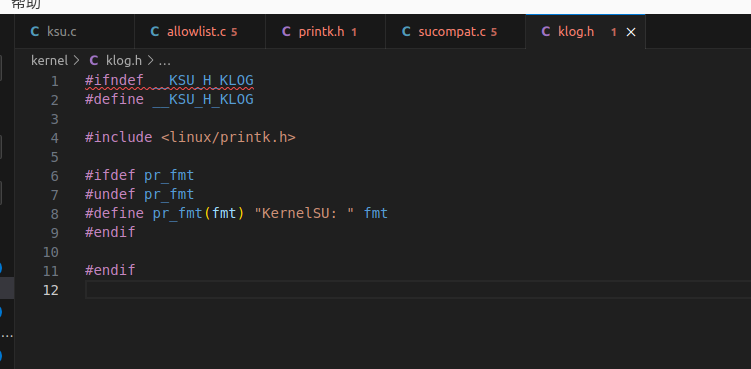 帮助
ksu.c
allowlist.c 5
printk.h 1
sucompat.c 5
klog.h 1
kernel > klog.h > ...
1 #ifndef __KSU_H_KLOG
2 #define __KSU_H_KLOG
3
4 #include <linux/printk.h>
5
6 #ifdef pr_fmt
7 #undef pr_fmt
8 #define pr_fmt(fmt) "KernelSU: " fmt
9 #endif
10
11 #endif
12